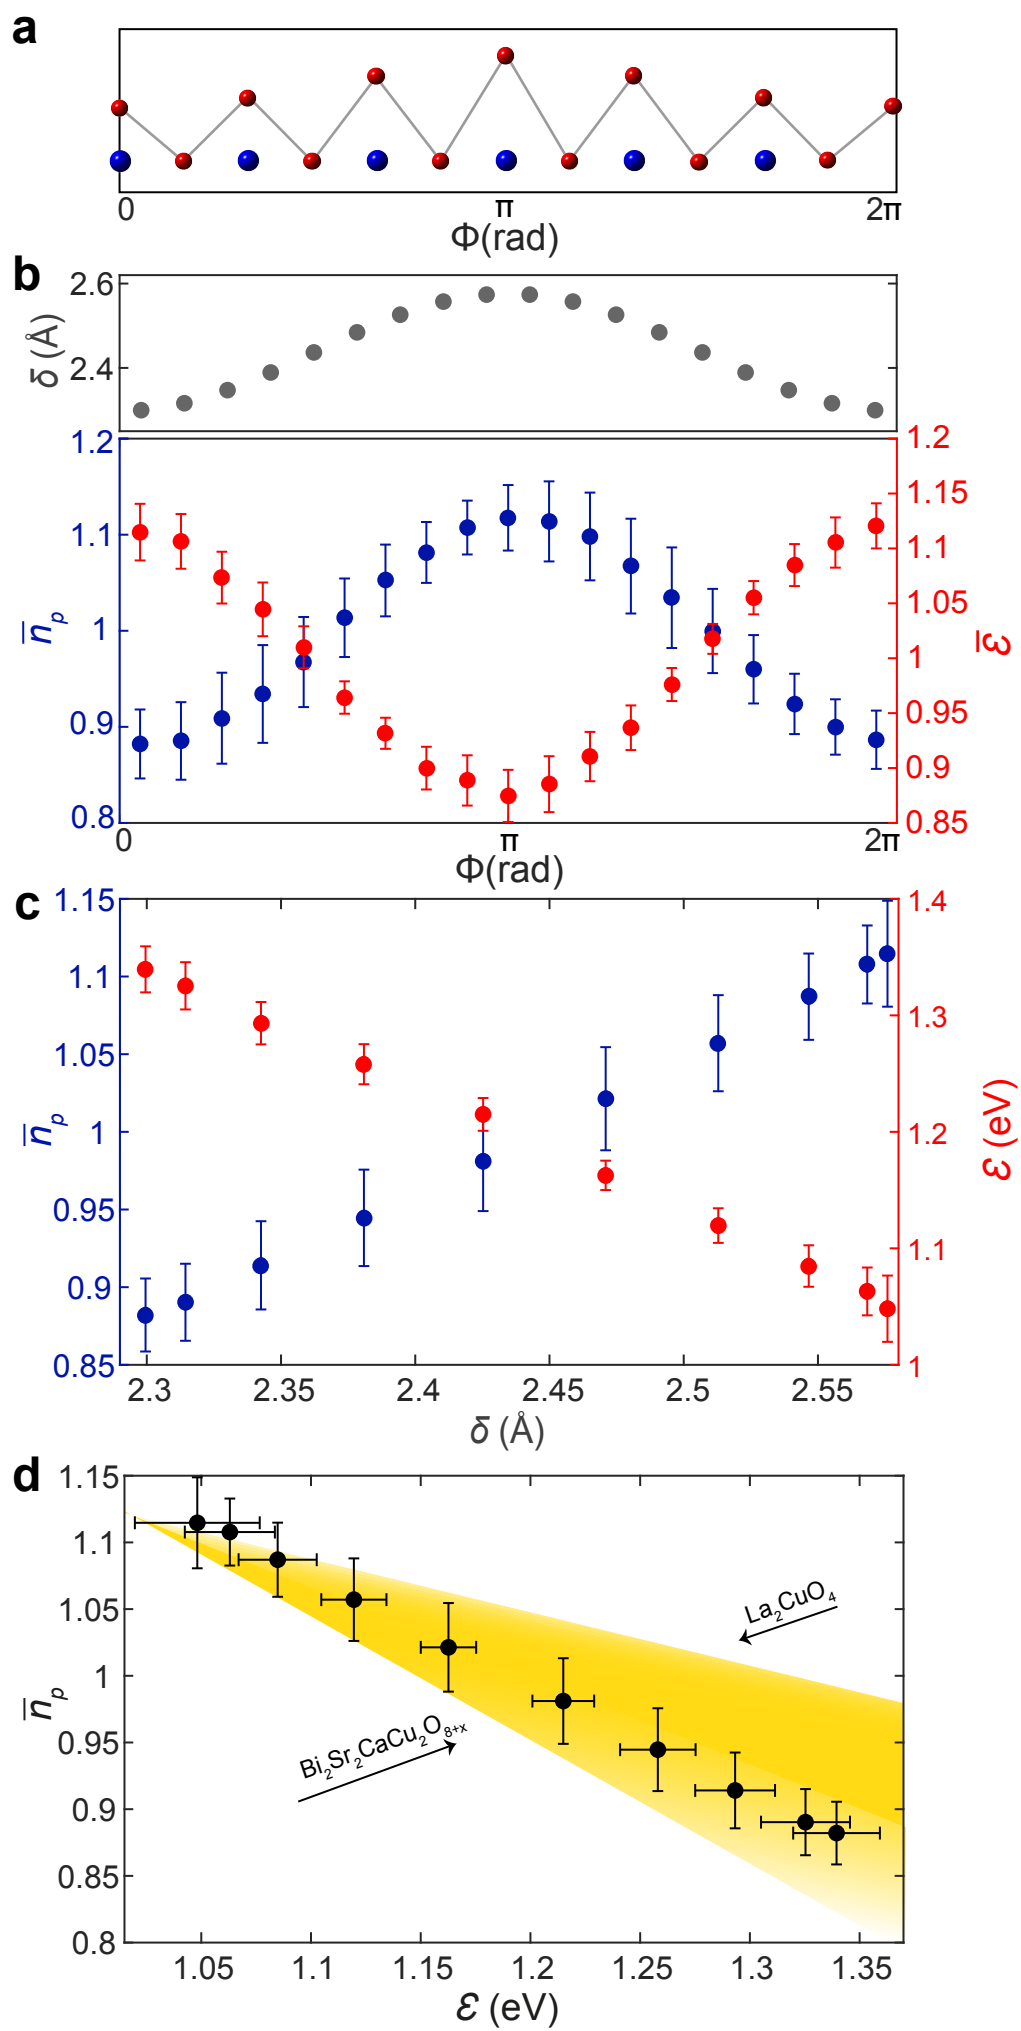 a
0 π 2π
Φ(rad)
b
2.6
2.4
δ (Å)
1.2
1.1
1
0.9
0.8
n̅p
1.2
1.15
1.1
1.05
1
0.95
0.9
0.85
ℰ̅
0 π 2π
Φ(rad)
c
1.15
1.1
1.05
1
0.95
0.9
0.85
n̅p
1.4
1.3
1.2
1.1
1
ℰ (eV)
2.3 2.35 2.4 2.45 2.5 2.55
δ (Å)
d
1.15
1.1
1.05
1
0.95
0.9
0.85
0.8
n̅p
La₂CuO₄
Bi₂Sr₂CaCu₂O₈₊ₓ
1.05 1.1 1.15 1.2 1.25 1.3 1.35
ℰ (eV)